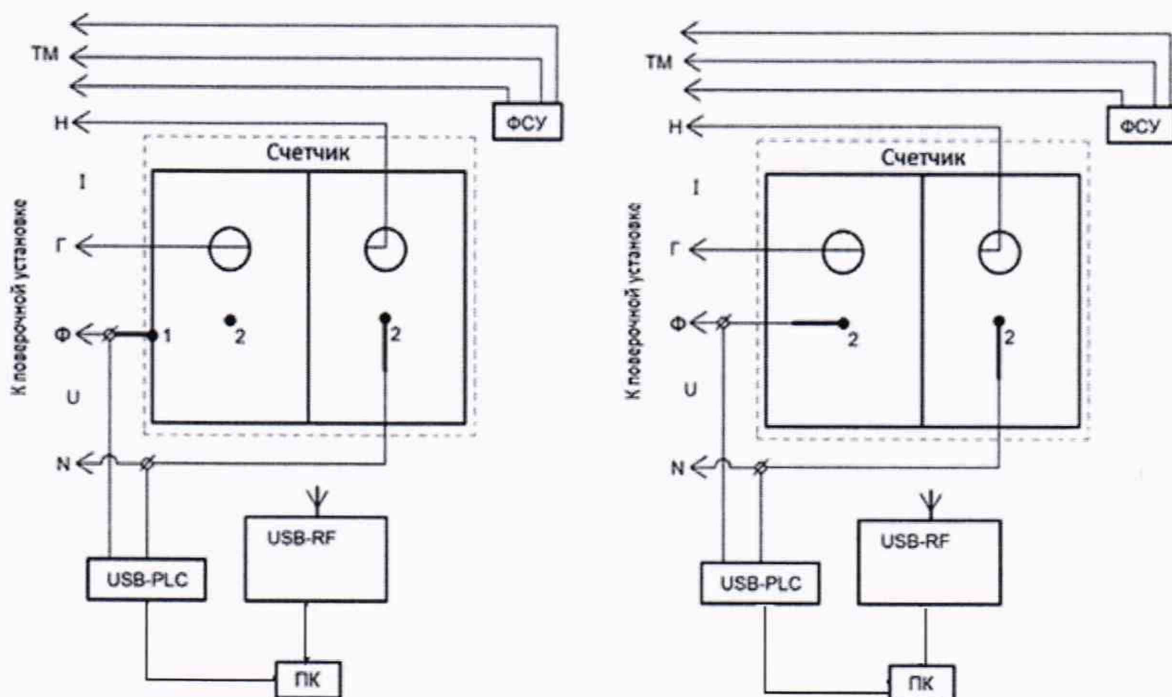 ТМ
ФСУ
Н
Счетчик
I
К поверочной установке
Г
Ф
1
2
2
U
N
USB-RF
USB-PLC
ПК
ТМ
ФСУ
Н
Счетчик
I
К поверочной установке
Г
Ф
2
2
U
N
USB-RF
USB-PLC
ПК